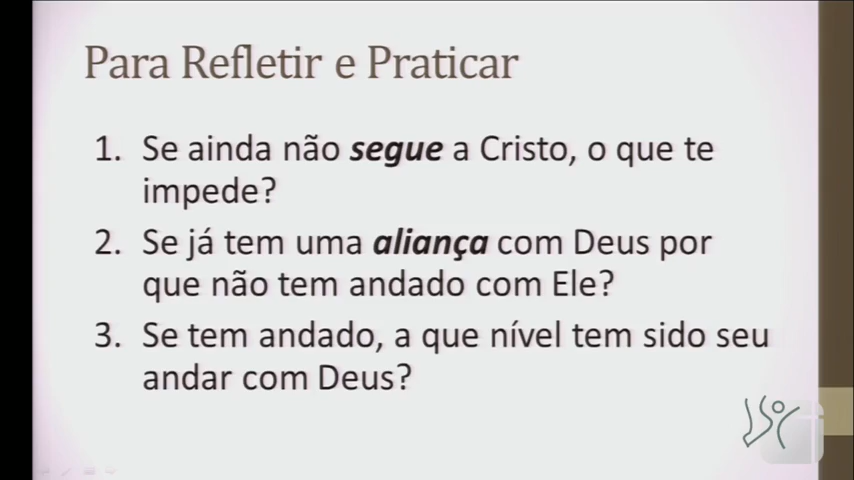 Para Refletir e Praticar
1. Se ainda não segue a Cristo, o que te
impede?
2. Se já tem uma aliança com Deus por
que não tem andado com Ele?
3. Se tem andado, a que nível tem sido seu
andar com Deus?